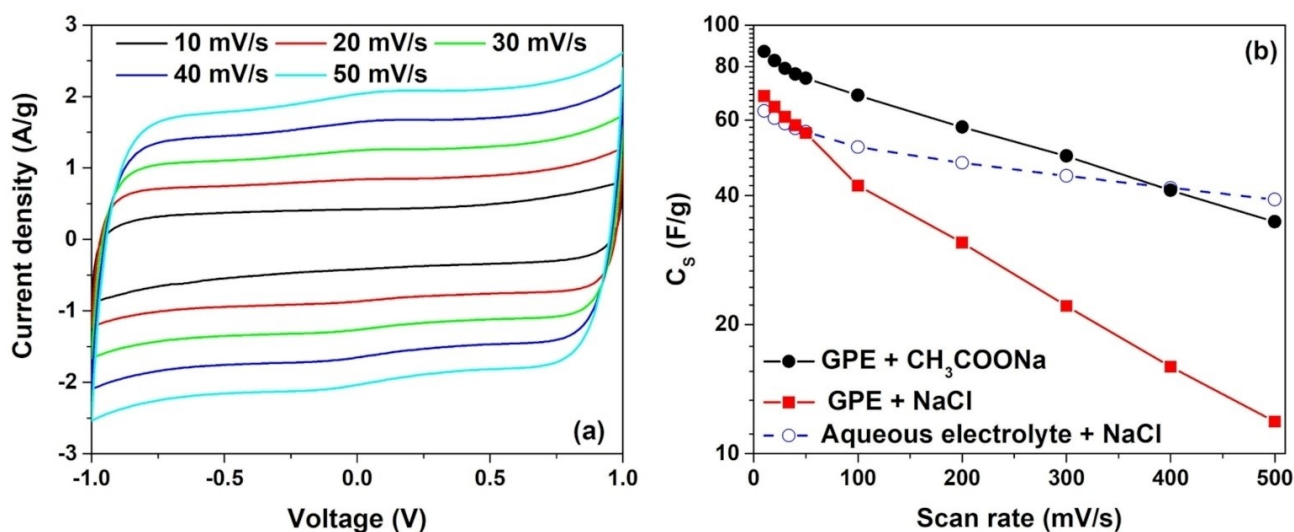 10 mV/s 20 mV/s 30 mV/s
40 mV/s 50 mV/s
3
2
1
0
-1
-2
-3
Current density (A/g)
-1.0 -0.5 0.0 0.5 1.0
Voltage (V)
(a)
(b)
100
80
60
40
20
10
C_S (F/g)
GPE + CH₃COONa
GPE + NaCl
Aqueous electrolyte + NaCl
0 100 200 300 400 500
Scan rate (mV/s)